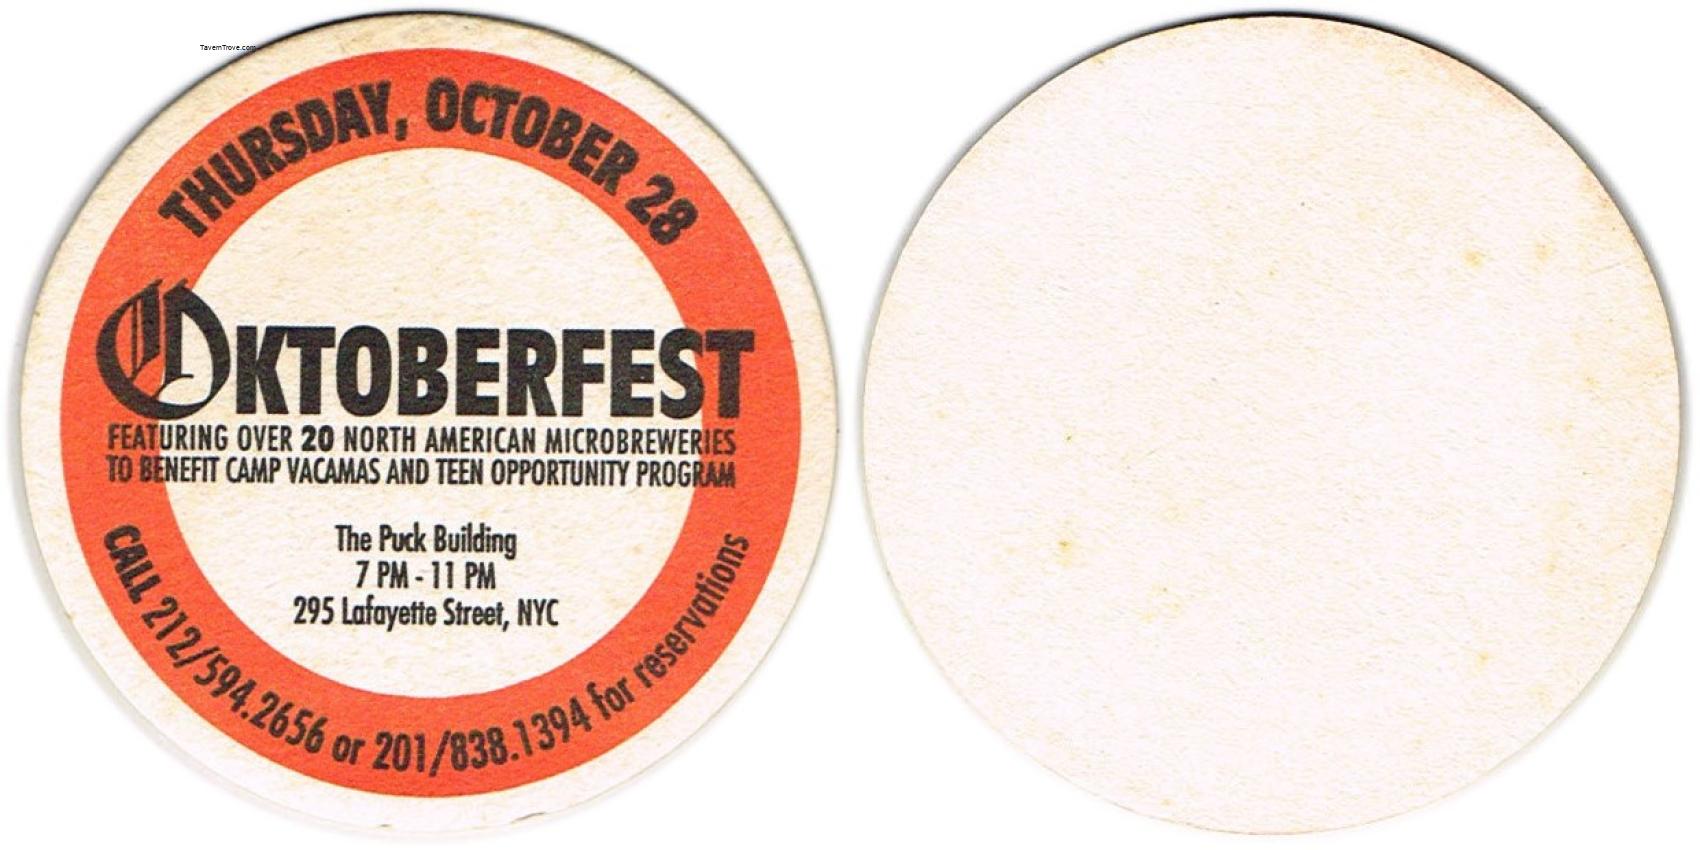 TavernTrove.com
THURSDAY, OCTOBER 28
OKTOBERFEST
FEATURING OVER 20 NORTH AMERICAN MICROBREWERIES
TO BENEFIT CAMP VACAMAS AND TEEN OPPORTUNITY PROGRAM
The Puck Building
7 PM - 11 PM
295 Lafayette Street, NYC
CALL 212/594.2656 or 201/838.1394 for reservations